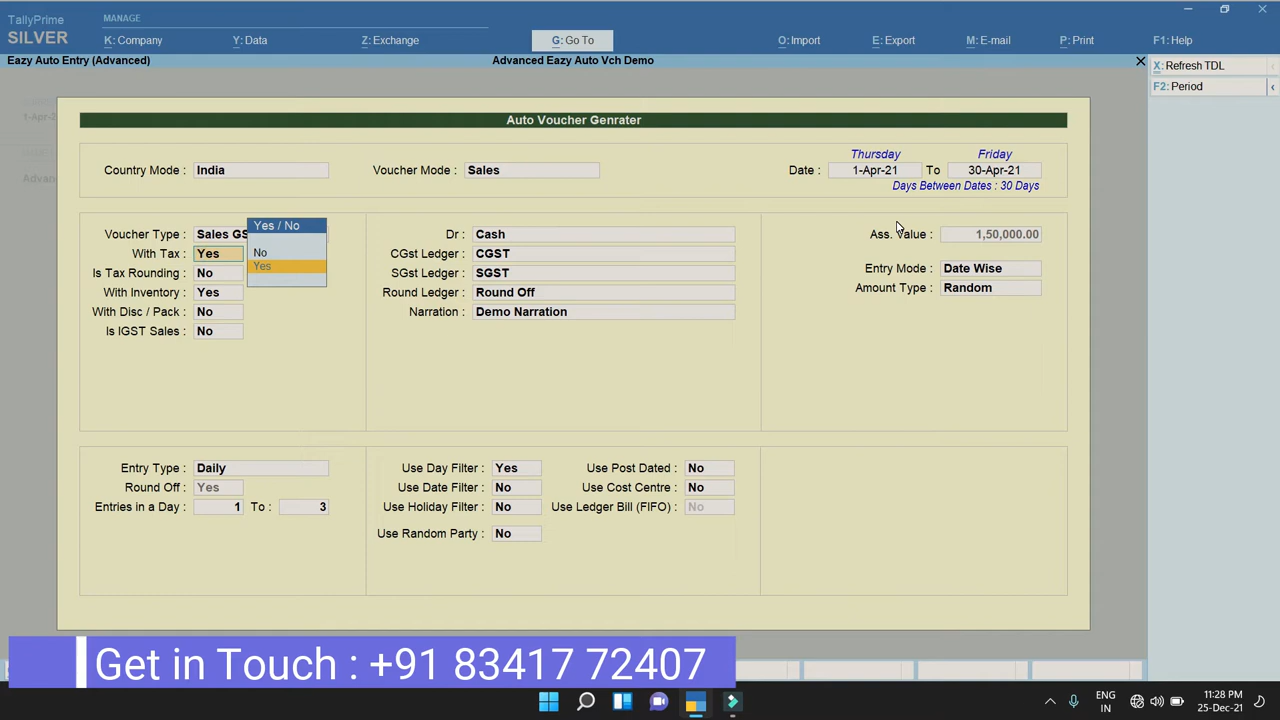 TallyPrime
SILVER
MANAGE
K: Company
Y: Data
Z: Exchange
G: Go To
O: Import
E: Export
M: E-mail
P: Print
F1: Help
Eazy Auto Entry (Advanced)
Advanced Eazy Auto Vch Demo
X: Refresh TDL
F2: Period
1-Apr-2
Auto Voucher Genrater
Country Mode : India
Voucher Mode : Sales
Thursday Friday
Date : 1-Apr-21 To 30-Apr-21
Days Between Dates : 30 Days
Voucher Type : Sales GS
With Tax : Yes
Is Tax Rounding : No
With Inventory : Yes
With Disc / Pack : No
Is IGST Sales : No
Yes / No
No
Yes
Dr : Cash
CGst Ledger : CGST
SGst Ledger : SGST
Round Ledger : Round Off
Narration : Demo Narration
Ass. Value : 1,50,000.00
Entry Mode : Date Wise
Amount Type : Random
Entry Type : Daily
Round Off : Yes
Entries in a Day : 1 To : 3
Use Day Filter : Yes
Use Date Filter : No
Use Holiday Filter : No
Use Random Party : No
Use Post Dated : No
Use Cost Centre : No
Use Ledger Bill (FIFO) : No
Get in Touch : +91 83417 72407
ENG
IN
11:28 PM
25-Dec-21